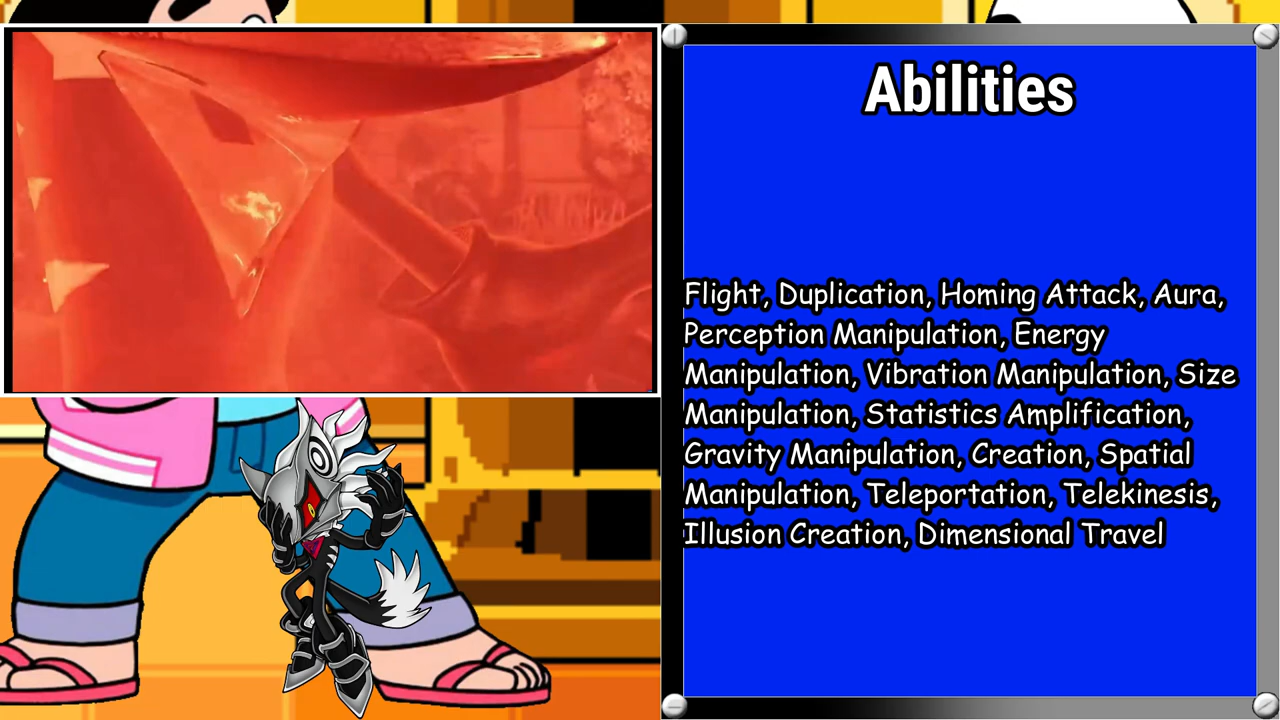 Abilities
Flight, Duplication, Homing Attack, Aura,
Perception Manipulation, Energy
Manipulation, Vibration Manipulation, Size
Manipulation, Statistics Amplification,
Gravity Manipulation, Creation, Spatial
Manipulation, Teleportation, Telekinesis,
Illusion Creation, Dimensional Travel